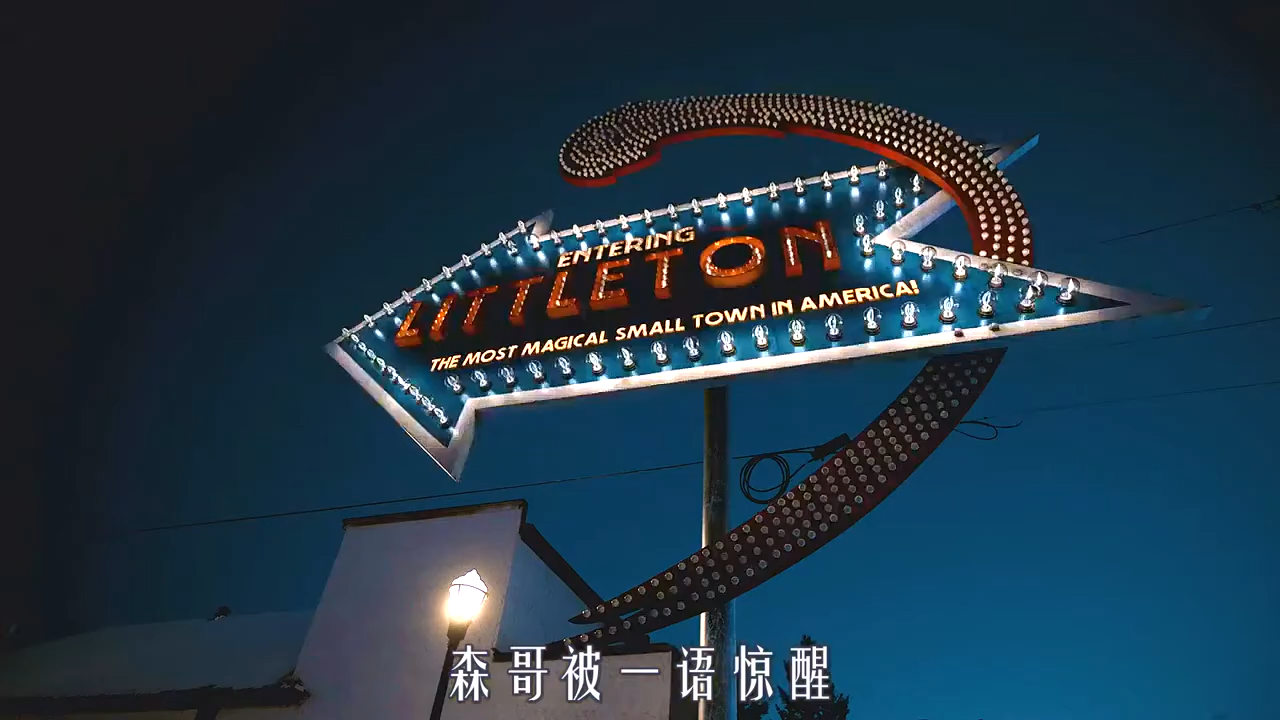 ENTERING
LITTLETON
THE MOST MAGICAL SMALL TOWN IN AMERICA!
森哥被一语惊醒